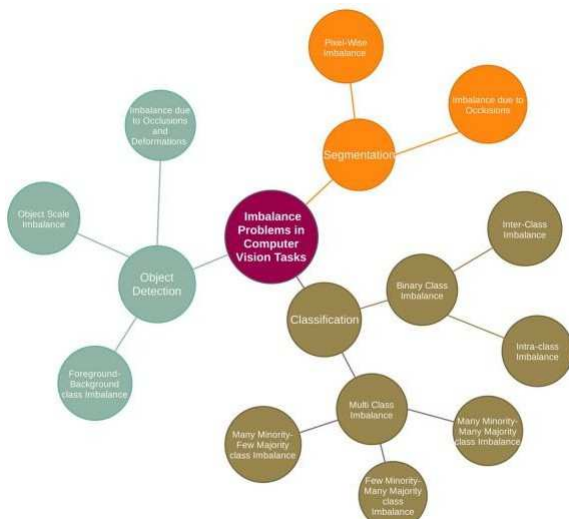 Pixel-Wise
Imbalance
Imbalance due to
Occlusions
Segmentation
Imbalance due
to Occlusions
and
Deformations
Object Scale
Imbalance
Object
Detection
Foreground-
Background
class Imbalance
Imbalance
Problems in
Computer
Vision Tasks
Classification
Binary Class
Imbalance
Inter-Class
Imbalance
Intra-class
Imbalance
Multi Class
Imbalance
Many Minority-
Few Majority
class Imbalance
Few Minority-
Many Majority
class
Imbalance
Many Minority-
Many Majority
class Imbalance